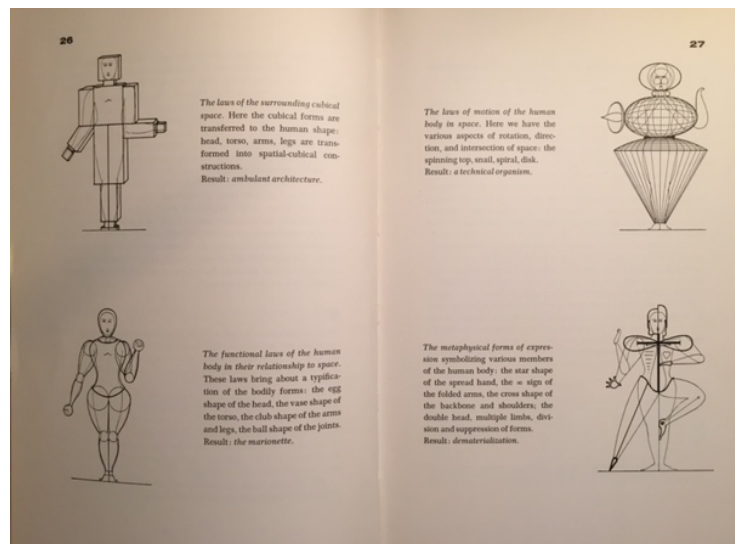 26
The laws of the surrounding cubical
space. Here the cubical forms are
transferred to the human shape:
head, torso, arms, legs are trans-
formed into spatial-cubical con-
structions.
Result: ambulant architecture.
The functional laws of the human
body in their relationship to space.
These laws bring about a typifica-
tion of the bodily forms: the egg
shape of the head, the vase shape of
the torso, the club shape of the arms
and legs, the ball shape of the joints.
Result: the marionette.
27
The laws of motion of the human
body in space. Here we have the
various aspects of rotation, direc-
tion, and intersection of space: the
spinning top, snail, spiral, disk.
Result: a technical organism.
The metaphysical forms of expres-
sion symbolizing various members
of the human body: the star shape
of the spread hand, the ∞ sign of
the folded arms, the cross shape of
the backbone and shoulders; the
double head, multiple limbs, divi-
sion and suppression of forms.
Result: dematerialization.